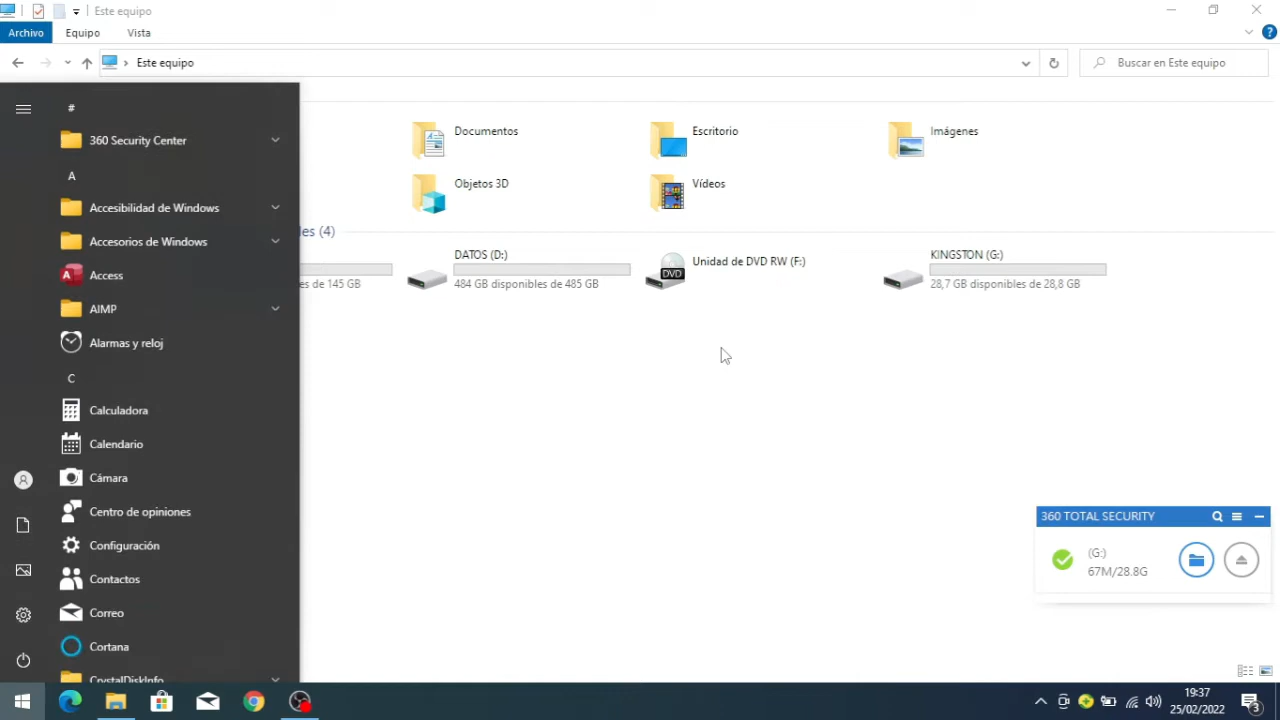 Este equipo
Archivo
Equipo
Vista
?
Este equipo
Buscar en Este equipo
#
360 Security Center
A
Accesibilidad de Windows
Accesorios de Windows
Access
AIMP
Alarmas y reloj
C
Calculadora
Calendario
Cámara
Centro de opiniones
Configuración
Contactos
Correo
Cortana
CrystalDiskInfo
Documentos
Escritorio
Imágenes
Objetos 3D
Vídeos
les (4)
es de 145 GB
DATOS (D:)
484 GB disponibles de 485 GB
DVD
Unidad de DVD RW (F:)
KINGSTON (G:)
28,7 GB disponibles de 28,8 GB
360 TOTAL SECURITY
(G:)
67M/28.8G
19:37
25/02/2022
3